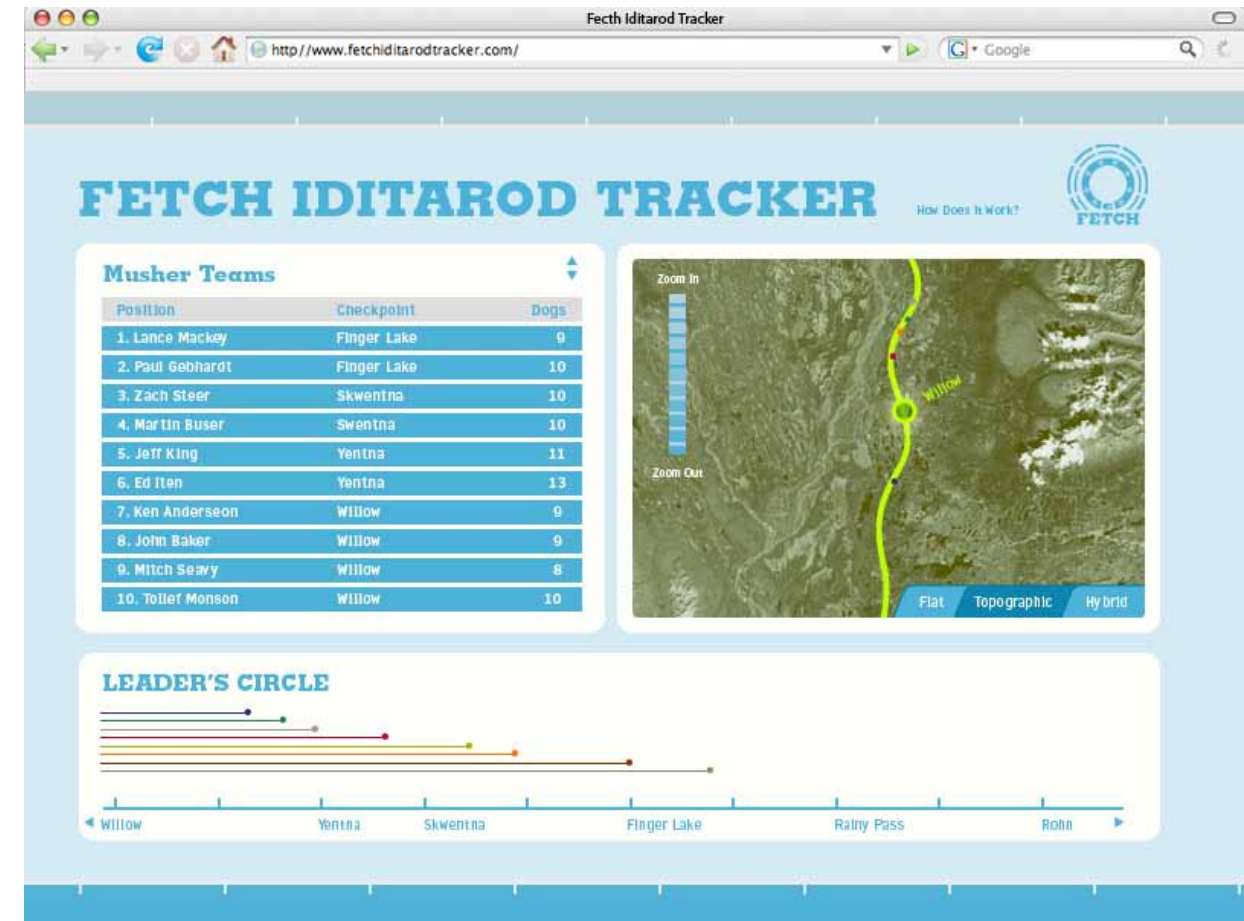 Fecth Iditarod Tracker
http//www.fetchiditarodtracker.com/
G Google
FETCH IDITAROD TRACKER
How Does It Work?
FETCH
Musher Teams
Position Checkpoint Dogs
1. Lance Mackey Finger Lake 9
2. Paul Gebhardt Finger Lake 10
3. Zach Steer Skwentna 10
4. Martin Buser Swentna 10
5. Jeff King Yentna 11
6. Ed Iten Yentna 13
7. Ken Anderseon Willow 9
8. John Baker Willow 9
9. Mitch Seavy Willow 8
10. Tollef Monson Willow 10
Zoom In
Willow
Zoom Out
Flat Topographic Hybrid
LEADER'S CIRCLE
Willow Yentna Skwentna Finger Lake Rainy Pass Rohn